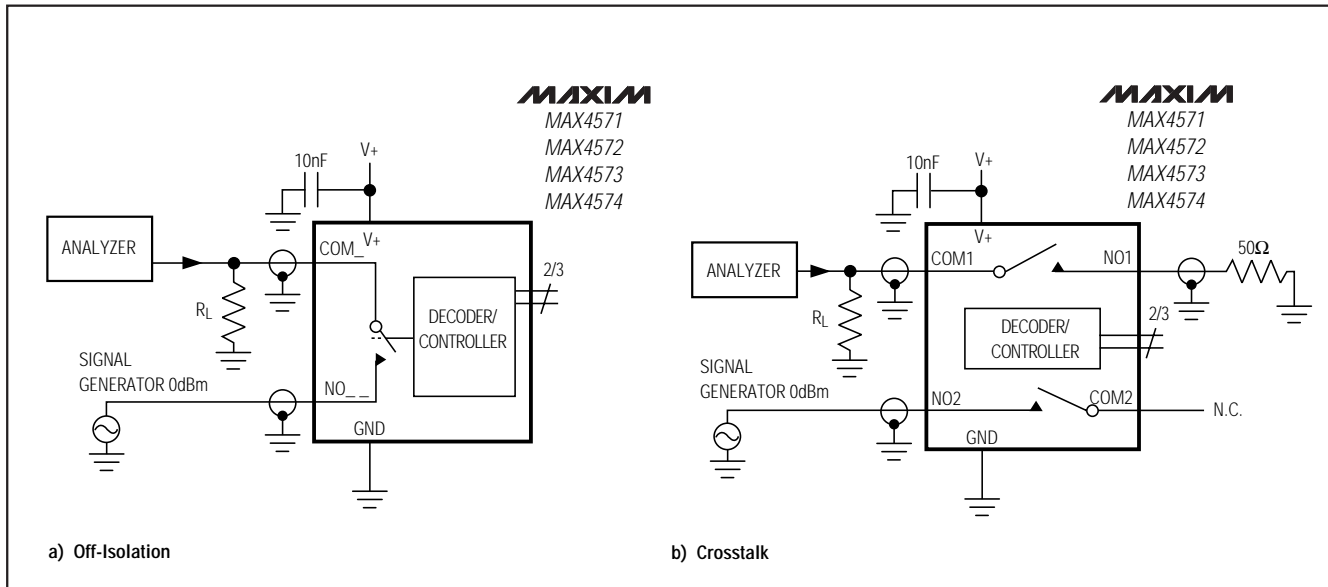 MAXIM
MAX4571
MAX4572
MAX4573
MAX4574
V+
10nF
V+
ANALYZER
COM_
2/3
RL
DECODER/
CONTROLLER
SIGNAL
GENERATOR 0dBm
NO_ _
GND
a) Off-Isolation
MAXIM
MAX4571
MAX4572
MAX4573
MAX4574
V+
10nF
V+
50Ω
ANALYZER
COM1
NO1
2/3
RL
DECODER/
CONTROLLER
SIGNAL
GENERATOR 0dBm
NO2
COM2
N.C.
GND
b) Crosstalk